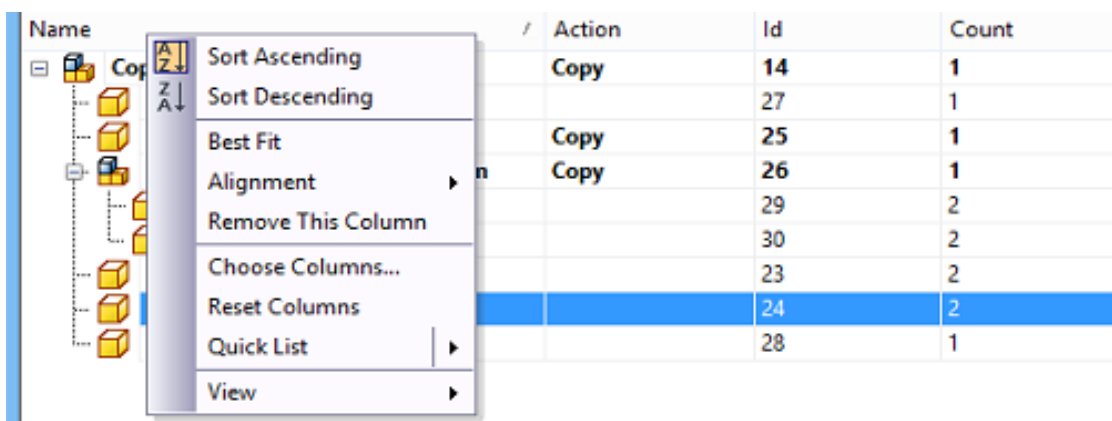 Name Action Id Count
Copy 14 1
27 1
Copy 25 1
Copy 26 1
29 2
30 2
23 2
24 2
28 1
Sort Ascending
Sort Descending
Best Fit
Alignment
Remove This Column
Choose Columns...
Reset Columns
Quick List
View